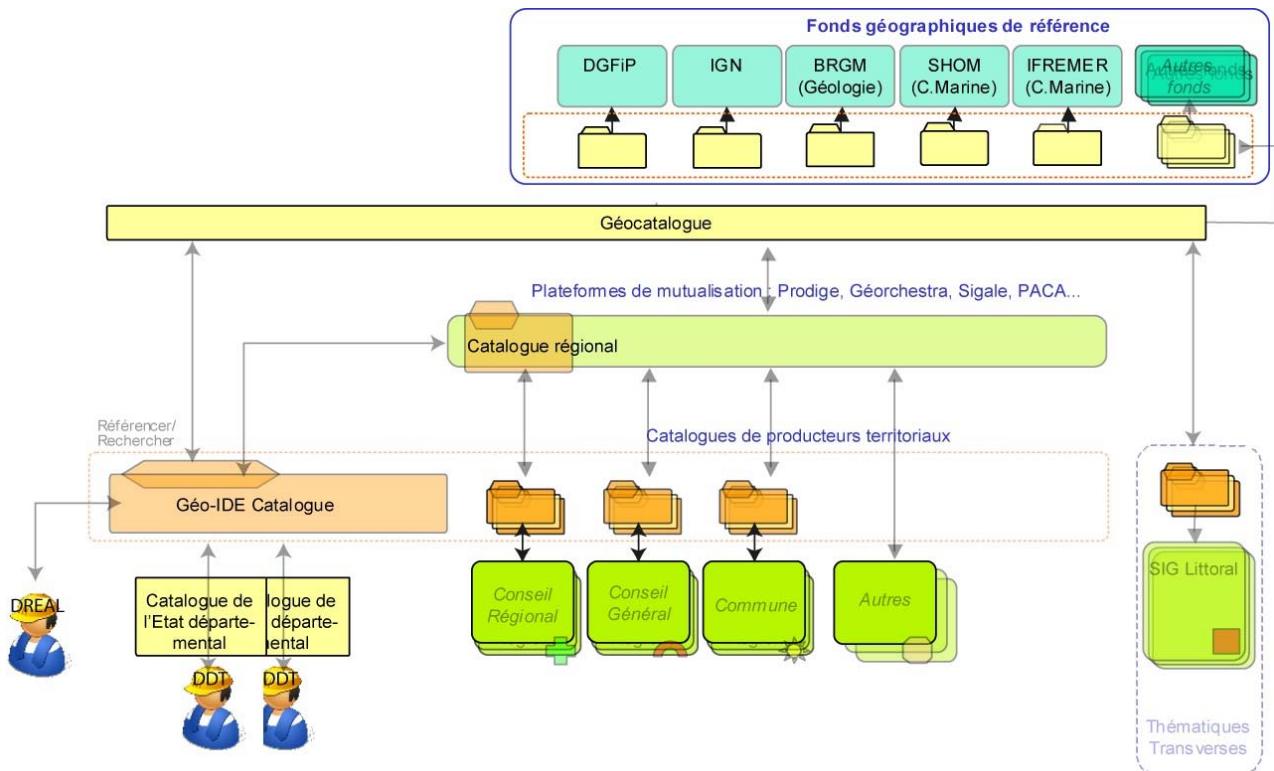 Fonds géographiques de référence
DGFiP
IGN
BRGM
(Géologie)
SHOM
(C.Marine)
IFREMER
(C.Marine)
Autres
fonds
Géocatalogue
Plateformes de mutualisation : Prodige, Géorchestra, Sigale, PACA...
Catalogue régional
Référencer/
Rechercher
Catalogues de producteurs territoriaux
Géo-IDE Catalogue
DREAL
Catalogue de
l'Etat départe-
mental
logue de
départe-
ental
DDT
DDT
Conseil
Régional
Conseil
Général
Commune
Autres
SIG Littoral
Thématiques
Transverses